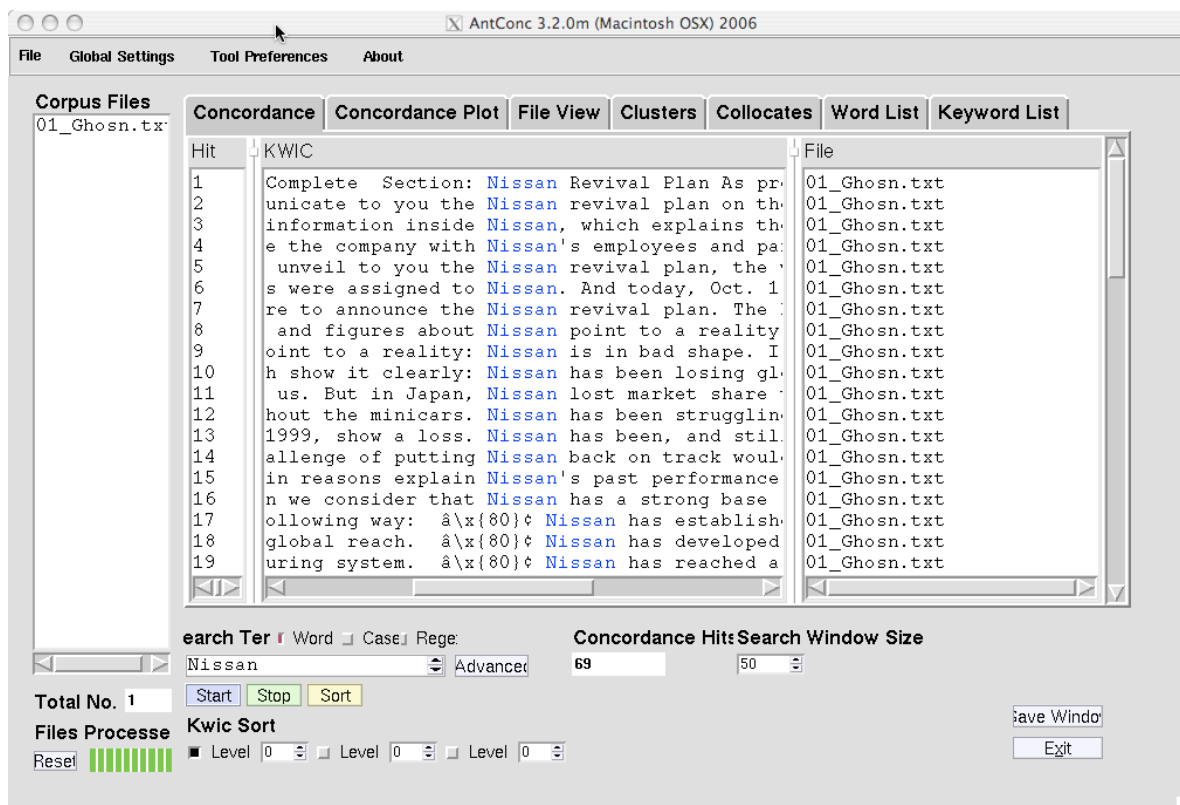 AntConc 3.2.0m (Macintosh OSX) 2006
File Global Settings Tool Preferences About
Corpus Files
01_Ghosn.tx
Concordance Concordance Plot File View Clusters Collocates Word List Keyword List
Hit KWIC File
1 Complete Section: Nissan Revival Plan As pr 01_Ghosn.txt
2 unicate to you the Nissan revival plan on th 01_Ghosn.txt
3 information inside Nissan, which explains th 01_Ghosn.txt
4 e the company with Nissan's employees and pa 01_Ghosn.txt
5 unveil to you the Nissan revival plan, the 01_Ghosn.txt
6 s were assigned to Nissan. And today, Oct. 1 01_Ghosn.txt
7 re to announce the Nissan revival plan. The 01_Ghosn.txt
8 and figures about Nissan point to a reality 01_Ghosn.txt
9 oint to a reality: Nissan is in bad shape. I 01_Ghosn.txt
10 h show it clearly: Nissan has been losing gl 01_Ghosn.txt
11 us. But in Japan, Nissan lost market share 01_Ghosn.txt
12 hout the minicars. Nissan has been strugglin 01_Ghosn.txt
13 1999, show a loss. Nissan has been, and stil 01_Ghosn.txt
14 allenge of putting Nissan back on track woul 01_Ghosn.txt
15 in reasons explain Nissan's past performance 01_Ghosn.txt
16 n we consider that Nissan has a strong base 01_Ghosn.txt
17 ollowing way: â\x{80}¢ Nissan has establish 01_Ghosn.txt
18 global reach. â\x{80}¢ Nissan has developed 01_Ghosn.txt
19 uring system. â\x{80}¢ Nissan has reached a 01_Ghosn.txt
earch Ter Word Case Rege Concordance Hits Search Window Size
Nissan Advanced 69 50
Total No. 1 Start Stop Sort
Files Processe Kwic Sort Save Windo
Reset Level 0 Level 0 Level 0 Exit